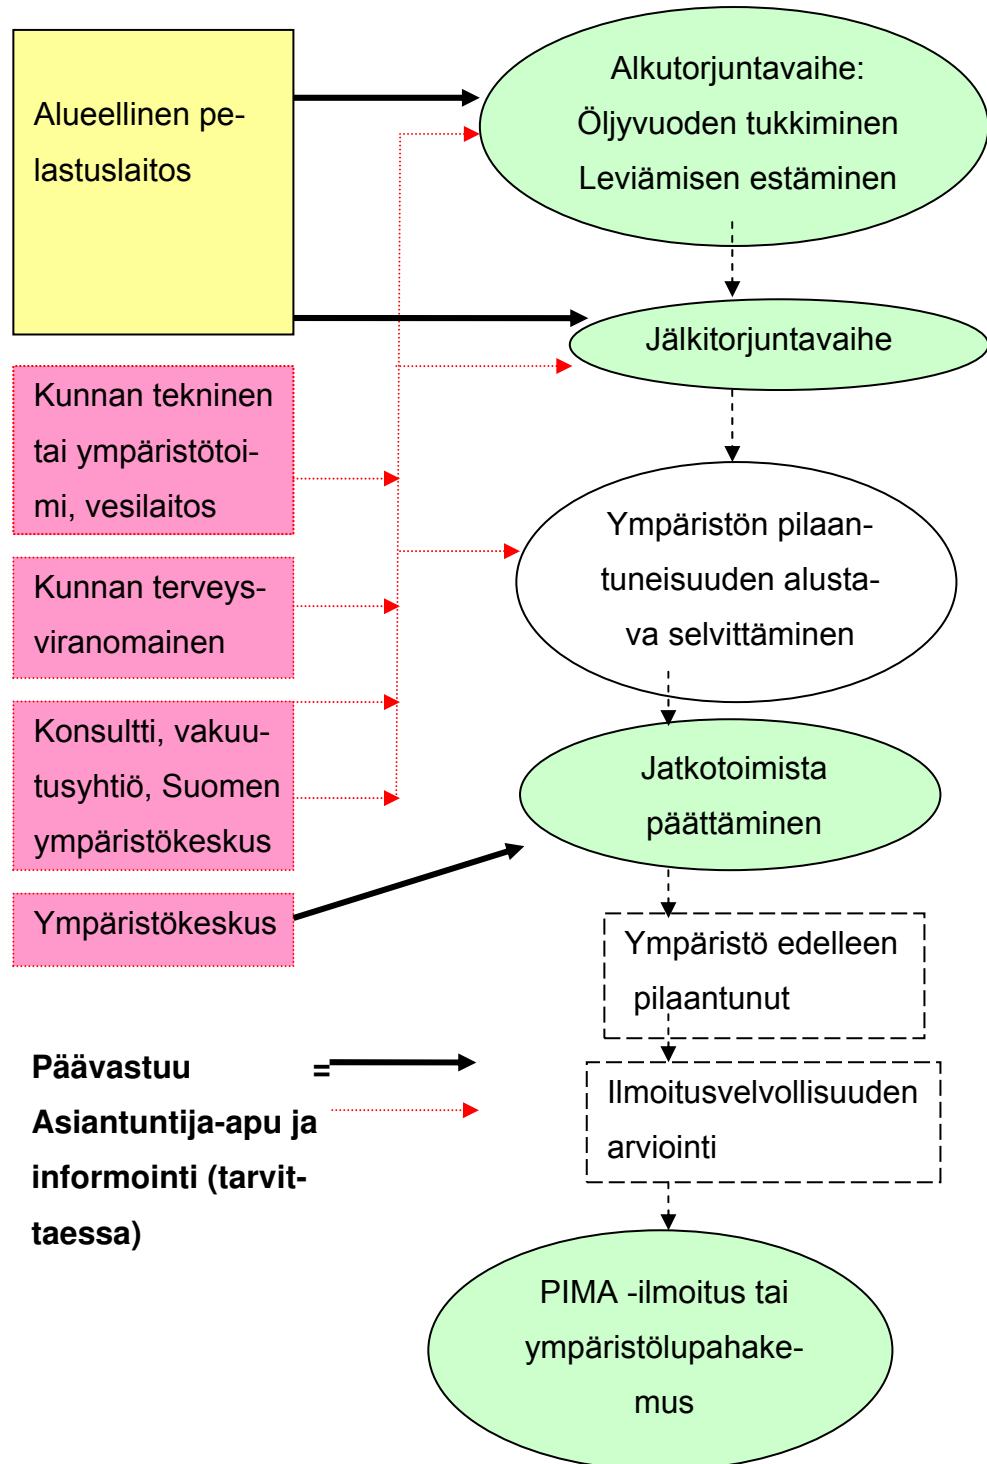 Alueellinen pe-
lastuslaitos
Alkutorjuntavaihe:
Öljyvuoden tukkiminen
Leviämisen estäminen
Jälkitorjuntavaihe
Kunnan tekninen
tai ympäristötoi-
mi, vesilaitos
Ympäristön pilaan-
tuneisuuden alusta-
va selvittäminen
Kunnan terveys-
viranomainen
Konsultti, vakuu-
tusyhtiö, Suomen
ympäristökeskus
Jatkotoimista
päättäminen
Ympäristökeskus
Ympäristö edelleen
pilaantunut
Päävastuu =
Asiantuntija-apu ja
informointi (tarvit-
taessa)
Ilmoitusvelvollisuuden
arviointi
PIMA -ilmoitus tai
ympäristölupahake-
mus